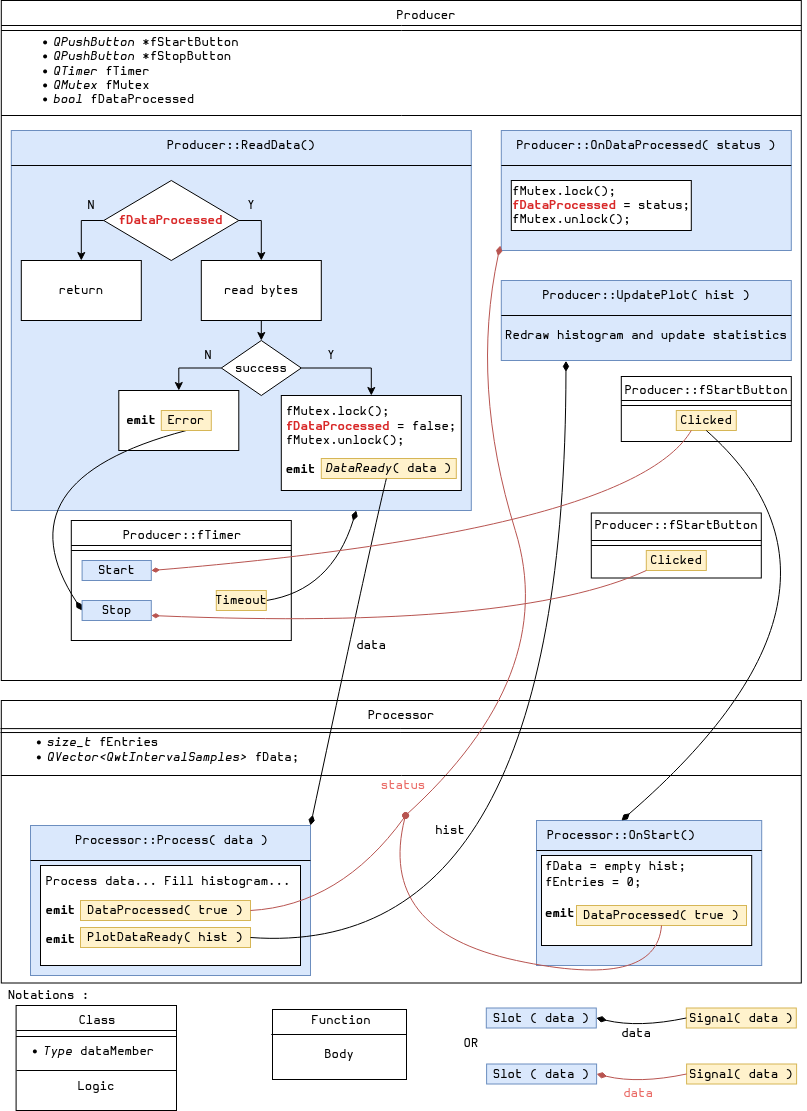 Producer
• QPushButton *fStartButton
• QPushButton *fStopButton
• QTimer fTimer
• QMutex fMutex
• bool fDataProcessed
Producer::ReadData()
N
Y
fDataProcessed
return
read bytes
N
Y
success
emit Error
fMutex.lock();
fDataProcessed = false;
fMutex.unlock();
emit DataReady( data )
Producer::OnDataProcessed( status )
fMutex.lock();
fDataProcessed = status;
fMutex.unlock();
Producer::UpdatePlot( hist )
Redraw histogram and update statistics
Producer::fStartButton
Clicked
Producer::fStartButton
Clicked
Producer::fTimer
Start
Timeout
Stop
data
Processor
• size_t fEntries
• QVector<QwtIntervalSamples> fData;
status
hist
Processor::Process( data )
Process data... Fill histogram...
emit DataProcessed( true )
emit PlotDataReady( hist )
Processor::OnStart()
fData = empty hist;
fEntries = 0;
emit DataProcessed( true )
Notations :
Class
• Type dataMember
Logic
Function
Body
Slot ( data )
Signal( data )
data
OR
Slot ( data )
Signal( data )
data